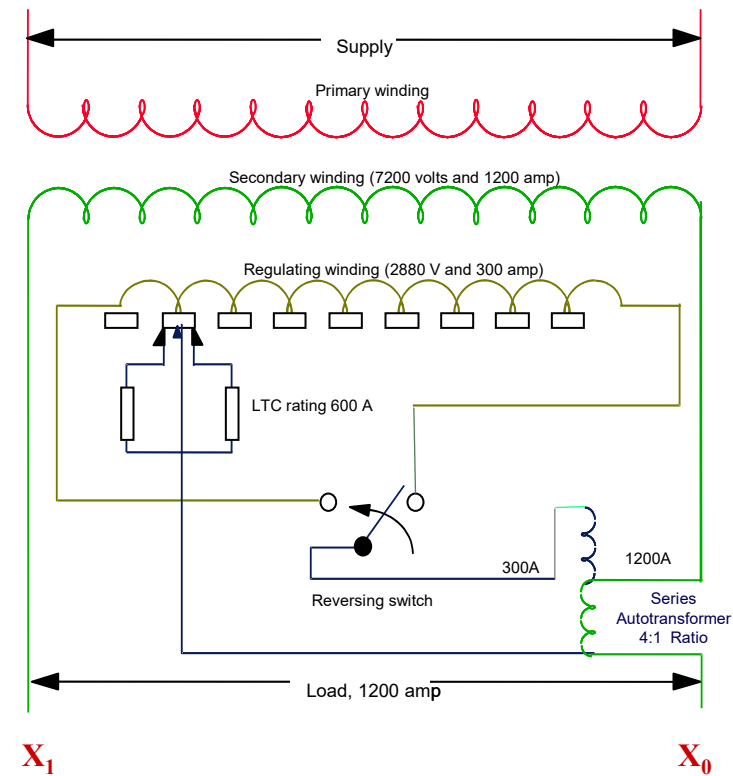 Supply
Primary winding
Secondary winding (7200 volts and 1200 amp)
Regulating winding (2880 V and 300 amp)
LTC rating 600 A
300A
1200A
Reversing switch
Series
Autotransformer
4:1 Ratio
Load, 1200 amp
X₁
X₀